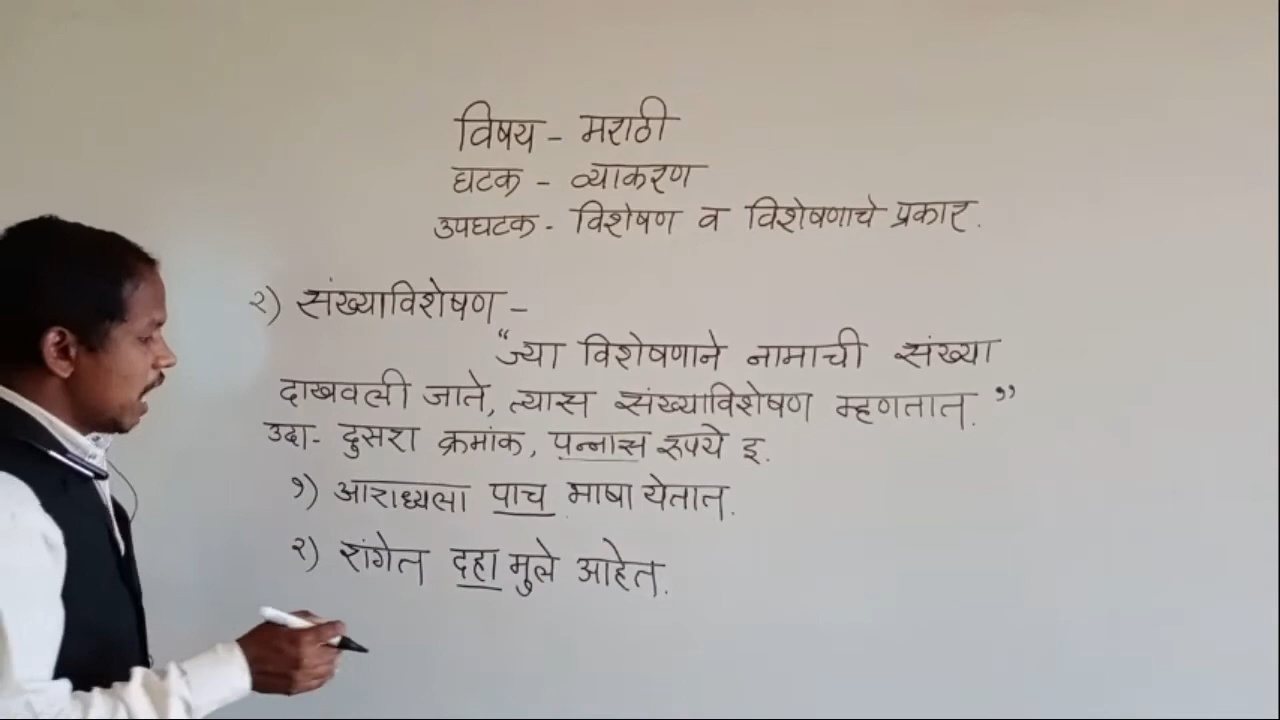 विषय - मराठी
घटक - व्याकरण
उपघटक - विशेषण व विशेषणाचे प्रकार.
२) संख्याविशेषण -
“ज्या विशेषणाने नामाची संख्या
दाखवली जाते, त्यास संख्याविशेषण म्हणतात.”
उदा- दुसरा क्रमांक, पन्नास रुपये इ.
१) आराध्यला पाच भाषा येतात.
२) रांगेत दहा मुले आहेत.